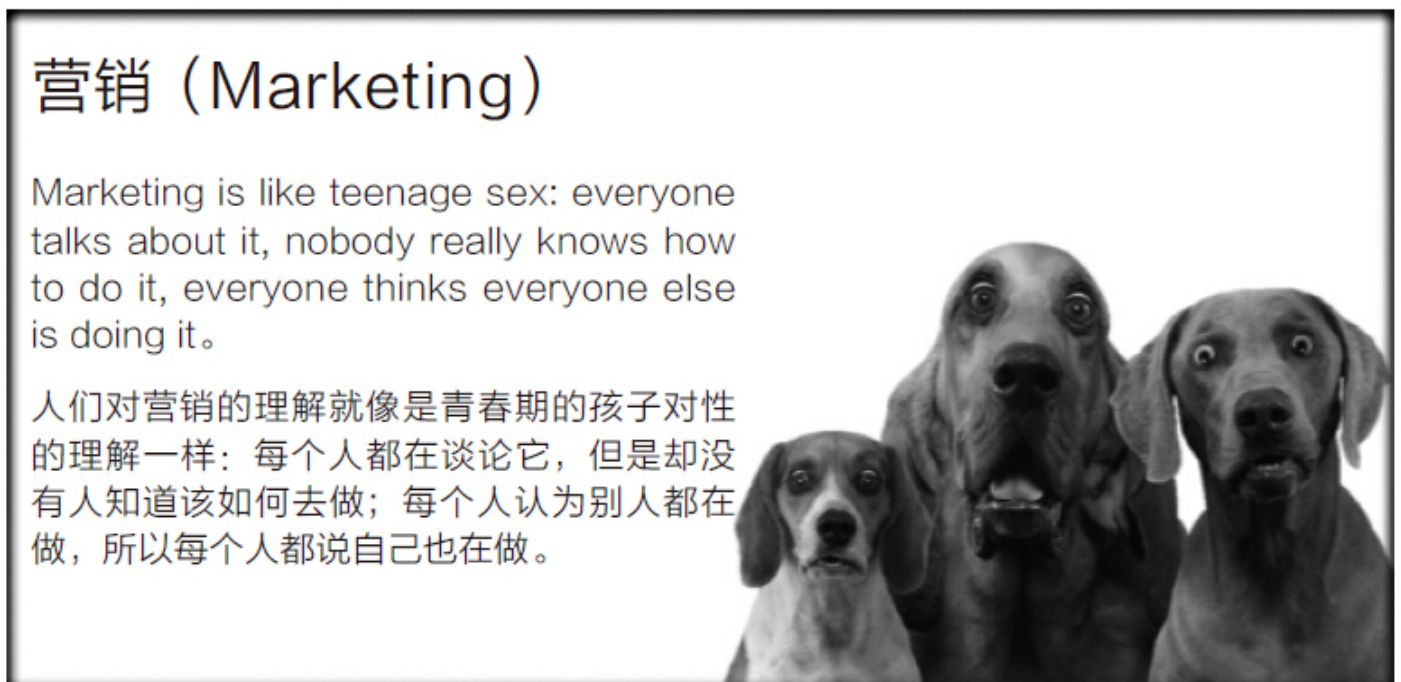 营销（Marketing）
Marketing is like teenage sex: everyone
talks about it, nobody really knows how
to do it, everyone thinks everyone else
is doing it。
人们对营销的理解就像是青春期的孩子对性
的理解一样：每个人都在谈论它，但是却没
有人知道该如何去做；每个人认为别人都在
做，所以每个人都说自己也在做。